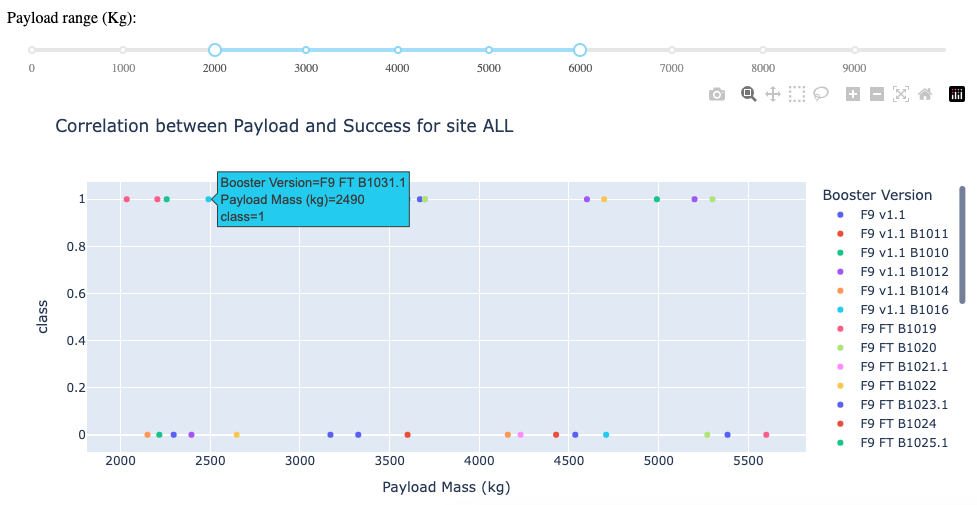 Payload range (Kg):
0 1000 2000 3000 4000 5000 6000 7000 8000 9000
Correlation between Payload and Success for site ALL
Booster Version=F9 FT B1031.1
Payload Mass (kg)=2490
class=1
1
0.8
0.6
0.4
0.2
0
class
2000 2500 3000 3500 4000 4500 5000 5500
Payload Mass (kg)
Booster Version
F9 v1.1
F9 v1.1 B1011
F9 v1.1 B1010
F9 v1.1 B1012
F9 v1.1 B1014
F9 v1.1 B1016
F9 FT B1019
F9 FT B1020
F9 FT B1021.1
F9 FT B1022
F9 FT B1023.1
F9 FT B1024
F9 FT B1025.1